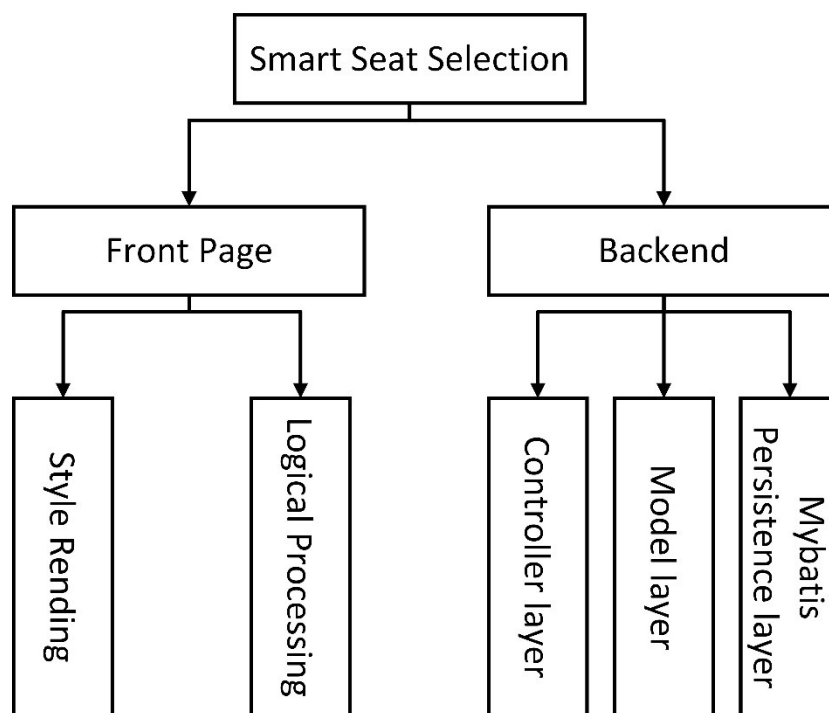 Smart Seat Selection
Front Page
Backend
Style Rending
Logical Processing
Controller layer
Model layer
Mybatis
Persistence layer